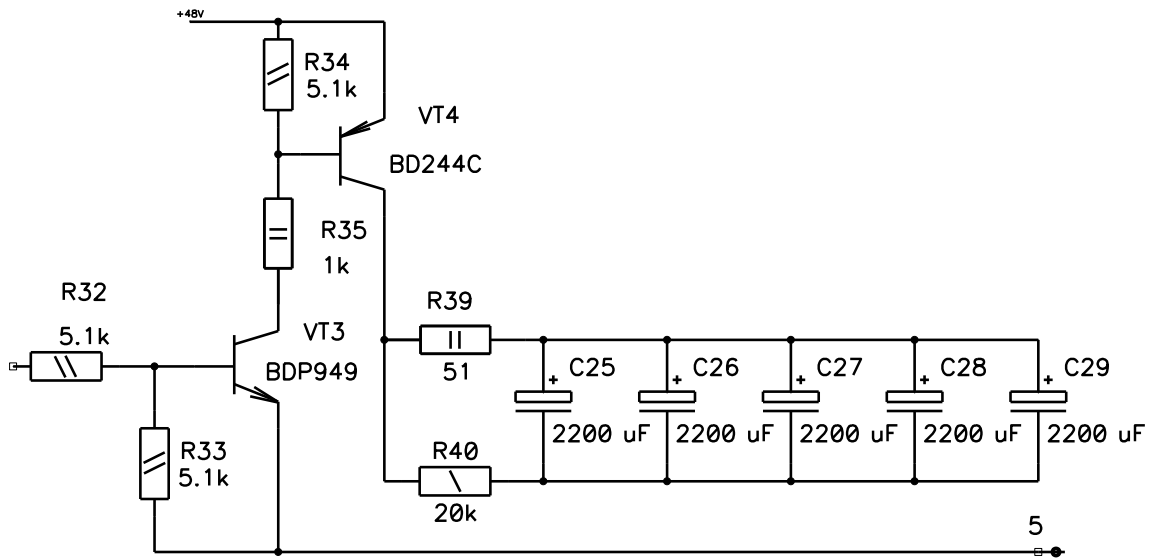 +48V
R34
5.1k
VT4
BD244C
R35
1k
R32
5.1k
VT3
BDP949
R39
51
+ C25
2200 uF
+ C26
2200 uF
+ C27
2200 uF
+ C28
2200 uF
+ C29
2200 uF
R33
5.1k
R40
20k
5